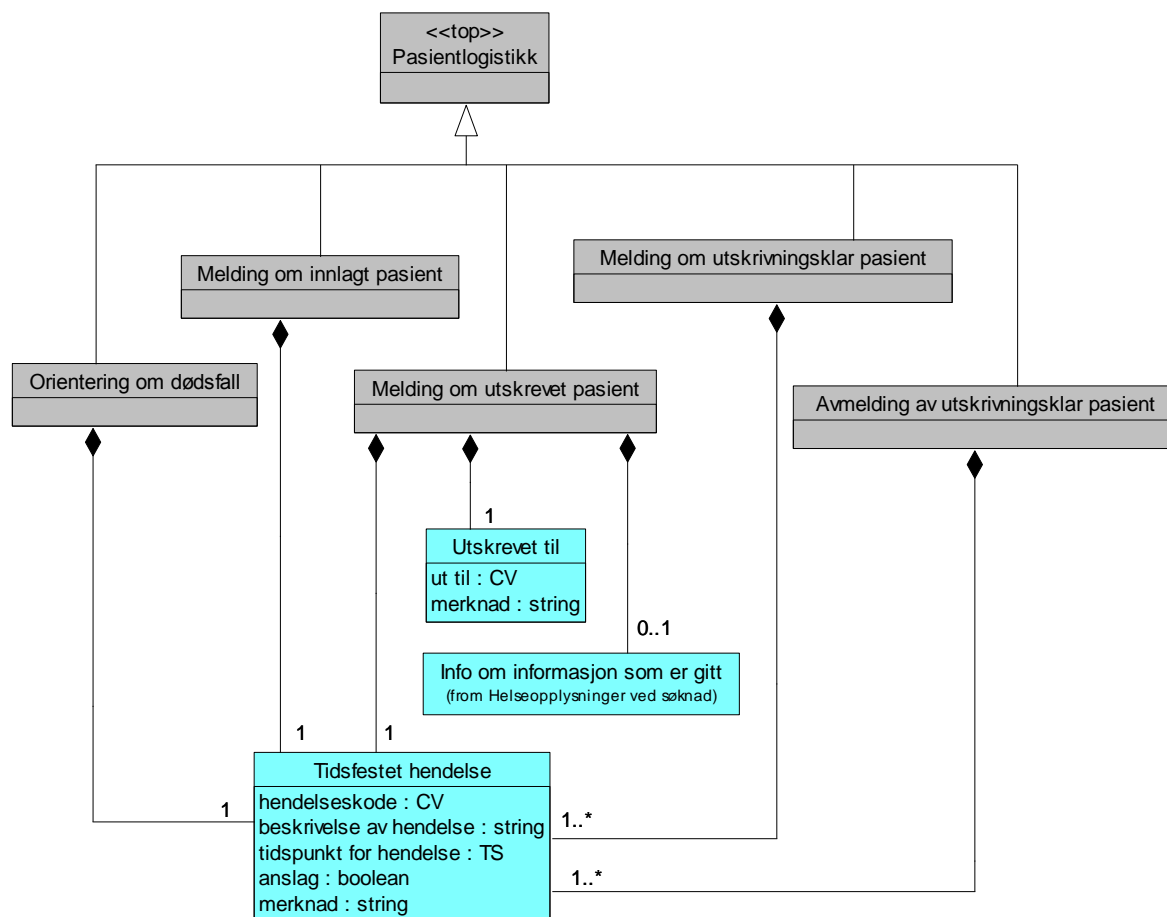 <<top>>
Pasientlogistikk
Melding om innlagt pasient
Melding om utskrivningsklar pasient
Orientering om dødsfall
Melding om utskrevet pasient
Avmelding av utskrivningsklar pasient
1
Utskrevet til
ut til : CV
merknad : string
0..1
Info om informasjon som er gitt
(from Helseopplysninger ved søknad)
1
1
Tidsfestet hendelse
hendelseskode : CV
beskrivelse av hendelse : string
tidspunkt for hendelse : TS
anslag : boolean
merknad : string
1
1..*
1..*